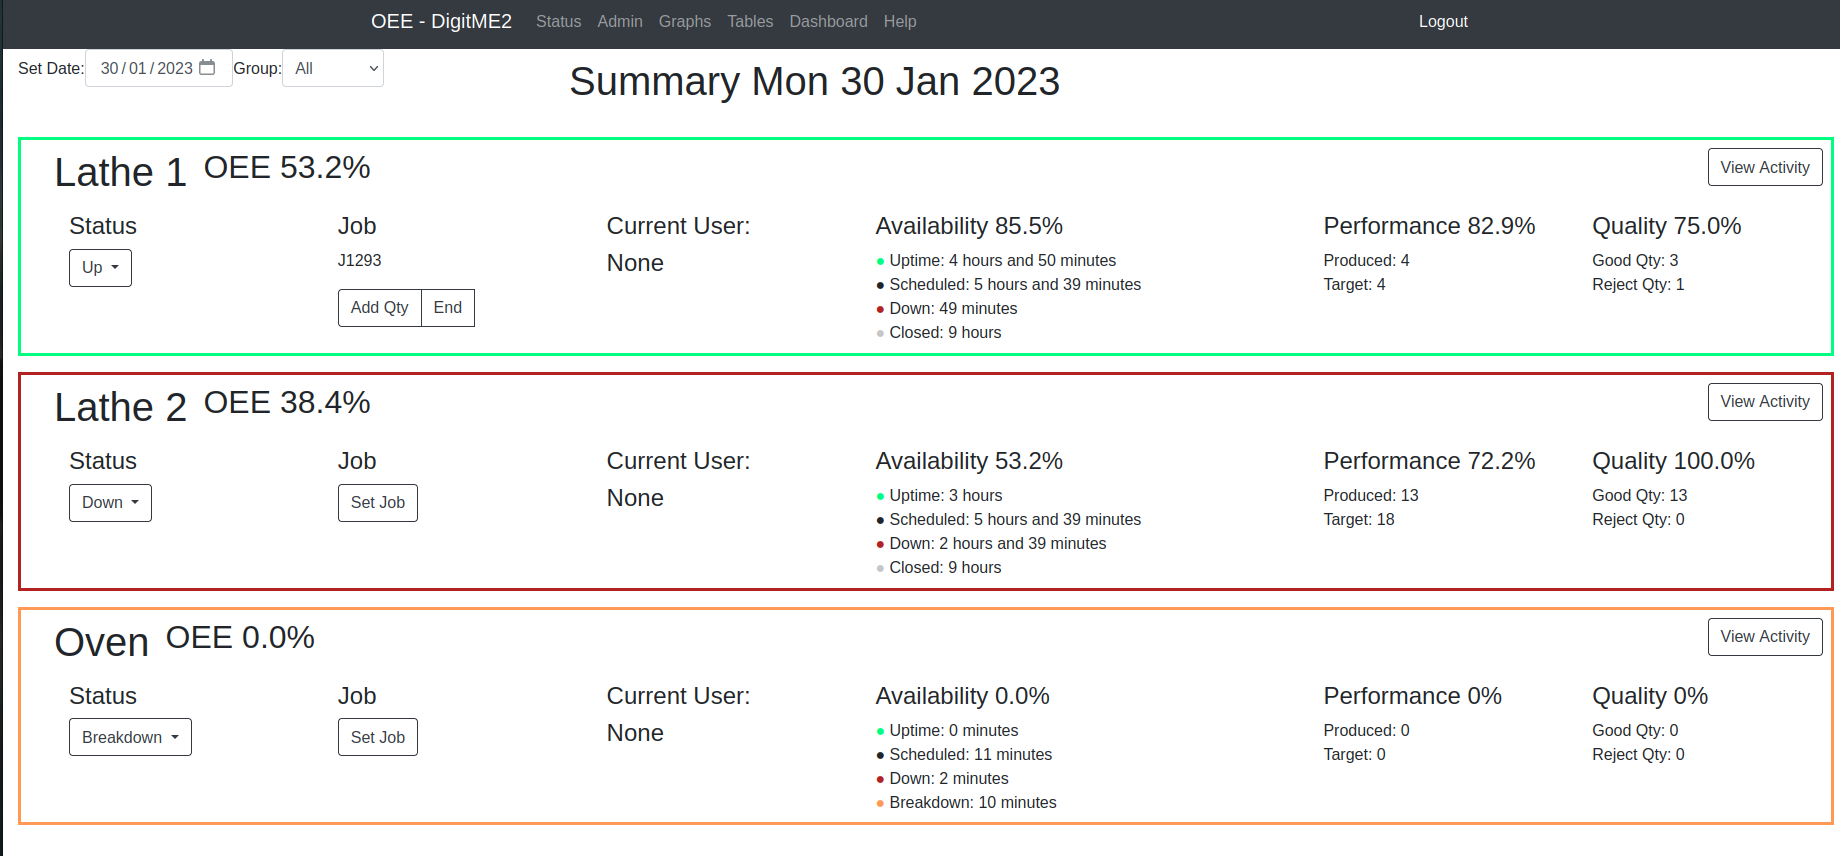 OEE - DigitME2 Status Admin Graphs Tables Dashboard Help Logout
Set Date: 30/01/2023 Group: All
Summary Mon 30 Jan 2023
Lathe 1 OEE 53.2% View Activity
Status Job Current User: Availability 85.5% Performance 82.9% Quality 75.0%
Up J1293 None Uptime: 4 hours and 50 minutes Produced: 4 Good Qty: 3
Scheduled: 5 hours and 39 minutes Target: 4 Reject Qty: 1
Add Qty End Down: 49 minutes
Closed: 9 hours
Lathe 2 OEE 38.4% View Activity
Status Job Current User: Availability 53.2% Performance 72.2% Quality 100.0%
Down Set Job None Uptime: 3 hours Produced: 13 Good Qty: 13
Scheduled: 5 hours and 39 minutes Target: 18 Reject Qty: 0
Down: 2 hours and 39 minutes
Closed: 9 hours
Oven OEE 0.0% View Activity
Status Job Current User: Availability 0.0% Performance 0% Quality 0%
Breakdown Set Job None Uptime: 0 minutes Produced: 0 Good Qty: 0
Scheduled: 11 minutes Target: 0 Reject Qty: 0
Down: 2 minutes
Breakdown: 10 minutes